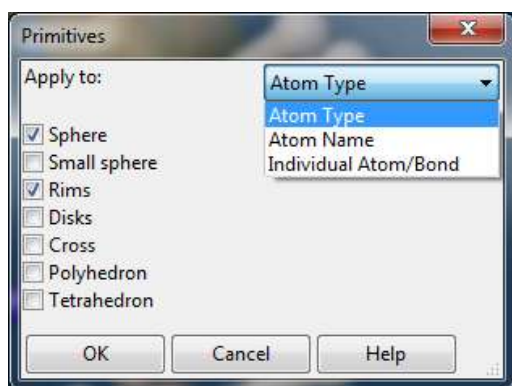 Primitives
Apply to:
Atom Type
Atom Type
Atom Name
Individual Atom/Bond
Sphere
Small sphere
Rims
Disks
Cross
Polyhedron
Tetrahedron
OK
Cancel
Help